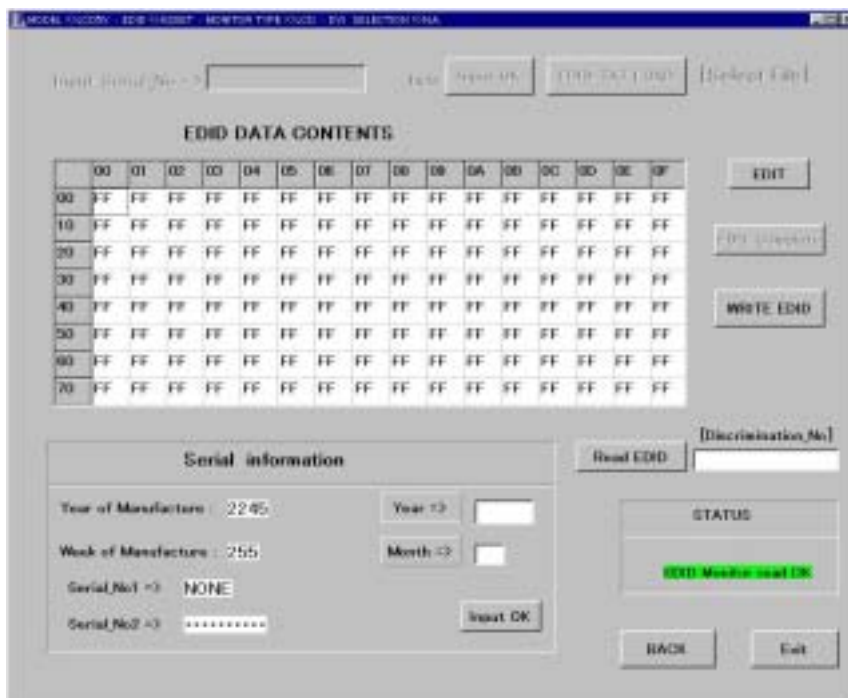 Input Serial_No =>
Input OK
[Select File]
EDID DATA CONTENTS
00 01 02 03 04 05 06 07 08 09 0A 0B 0C 0D 0E 0F
00 FF FF FF FF FF FF FF FF FF FF FF FF FF FF FF FF
10 FF FF FF FF FF FF FF FF FF FF FF FF FF FF FF FF
20 FF FF FF FF FF FF FF FF FF FF FF FF FF FF FF FF
30 FF FF FF FF FF FF FF FF FF FF FF FF FF FF FF FF
40 FF FF FF FF FF FF FF FF FF FF FF FF FF FF FF FF
50 FF FF FF FF FF FF FF FF FF FF FF FF FF FF FF FF
60 FF FF FF FF FF FF FF FF FF FF FF FF FF FF FF FF
70 FF FF FF FF FF FF FF FF FF FF FF FF FF FF FF FF
EDIT
WRITE EDID
Serial information
Year of Manufacture : 2245
Year =>
Week of Manufacture : 255
Month =>
Serial_No1 => NONE
Serial_No2 => **********
Input OK
Read EDID
[Discrimination_No]
STATUS
EDID Monitor read OK
BACK
Exit